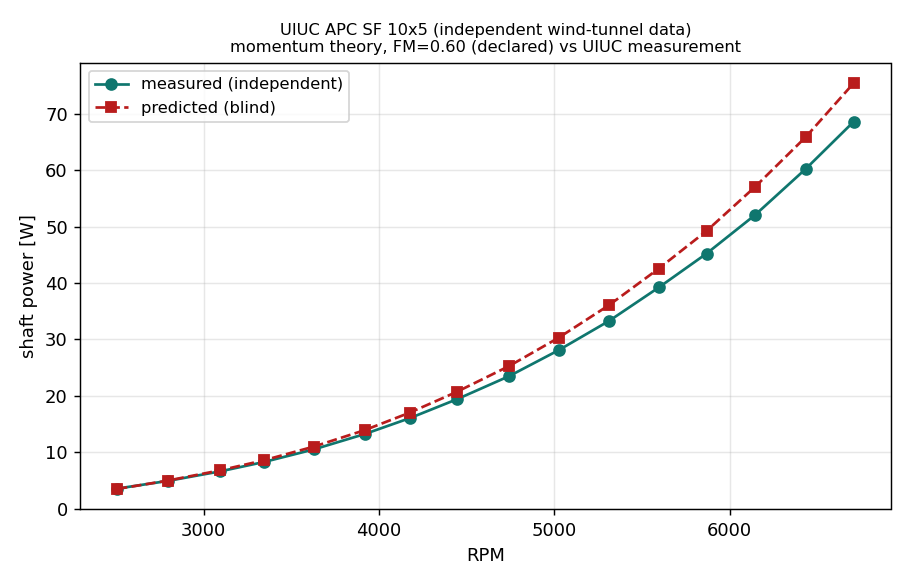 UIUC APC SF 10x5 (independent wind-tunnel data)
momentum theory, FM=0.60 (declared) vs UIUC measurement
measured (independent)
predicted (blind)
shaft power [W]
70
60
50
40
30
20
10
0
3000
4000
5000
6000
RPM